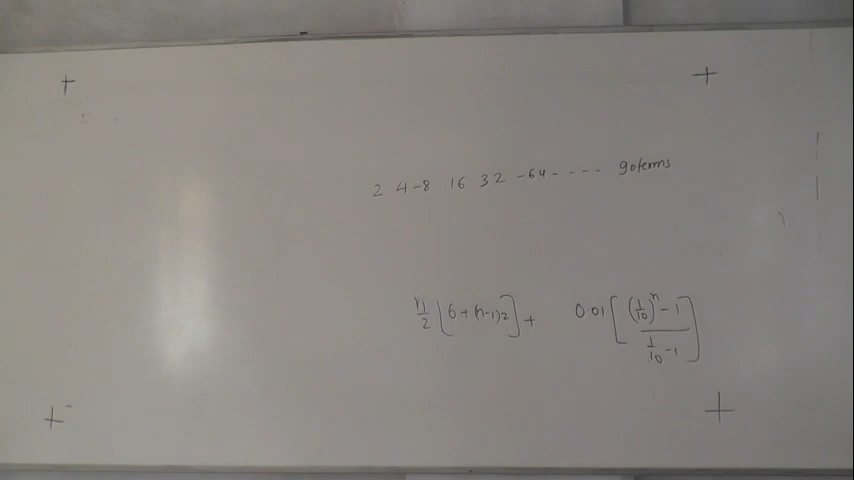 2 4 -8 16 32 -64 - - - - 90 terms
n/2 [6 + (n-1)2] + 0.01 [((1/10)^n - 1)/(1/10 - 1)]